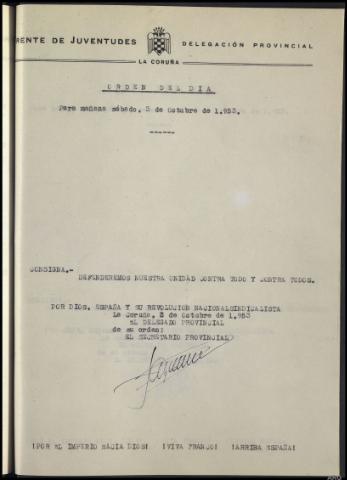 RENTE DE JUVENTUDES DELEGACIÓN PROVINCIAL
LA CORUÑA
ORDEN DEL DIA
Para mañana sábado, 3 de Octubre de 1.953.
CONSIGNA.-
DEFENDEREMOS NUESTRA UNIDAD CONTRA TODO Y CONTRA TODOS.
POR DIOS, ESPAÑA Y SU REVOLUCION NACIONALSINDICALISTA
La Coruña, 2 de Octubre de 1.953
EL DELEGADO PROVINCIAL
de su orden:
EL SECRETARIO PROVINCIAL
¡POR EL IMPERIO HACIA DIOS! ¡VIVA FRANCO! ¡ARRIBA ESPAÑA!